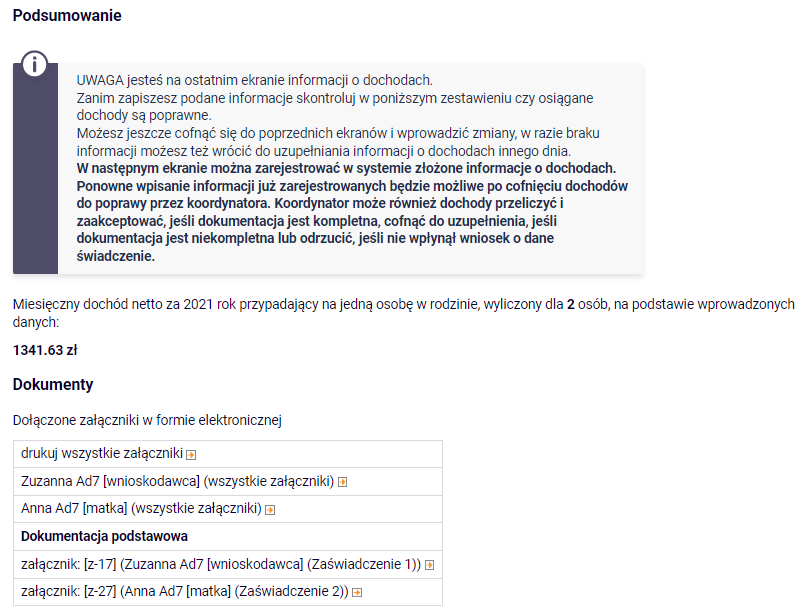 Podsumowanie
UWAGA jesteś na ostatnim ekranie informacji o dochodach.
Zanim zapiszesz podane informacje skontroluj w poniższym zestawieniu czy osiągane
dochody są poprawne.
Możesz jeszcze cofnąć się do poprzednich ekranów i wprowadzić zmiany, w razie braku
informacji możesz też wrócić do uzupełniania informacji o dochodach innego dnia.
W następnym ekranie można zarejestrować w systemie złożone informacje o dochodach.
Ponowne wpisanie informacji już zarejestrowanych będzie możliwe po cofnięciu dochodów
do poprawy przez koordynatora. Koordynator może również dochody przeliczyć i
zaakceptować, jeśli dokumentacja jest kompletna, cofnąć do uzupełnienia, jeśli
dokumentacja jest niekompletna lub odrzucić, jeśli nie wpłynął wniosek o dane
świadczenie.
Miesięczny dochód netto za 2021 rok przypadający na jedną osobę w rodzinie, wyliczony dla 2 osób, na podstawie wprowadzonych
danych:
1341.63 zł
Dokumenty
Dołączone załączniki w formie elektronicznej
drukuj wszystkie załączniki
Zuzanna Ad7 [wnioskodawca] (wszystkie załączniki)
Anna Ad7 [matka] (wszystkie załączniki)
Dokumentacja podstawowa
załącznik: [z-17] (Zuzanna Ad7 [wnioskodawca] (Zaświadczenie 1))
załącznik: [z-27] (Anna Ad7 [matka] (Zaświadczenie 2))